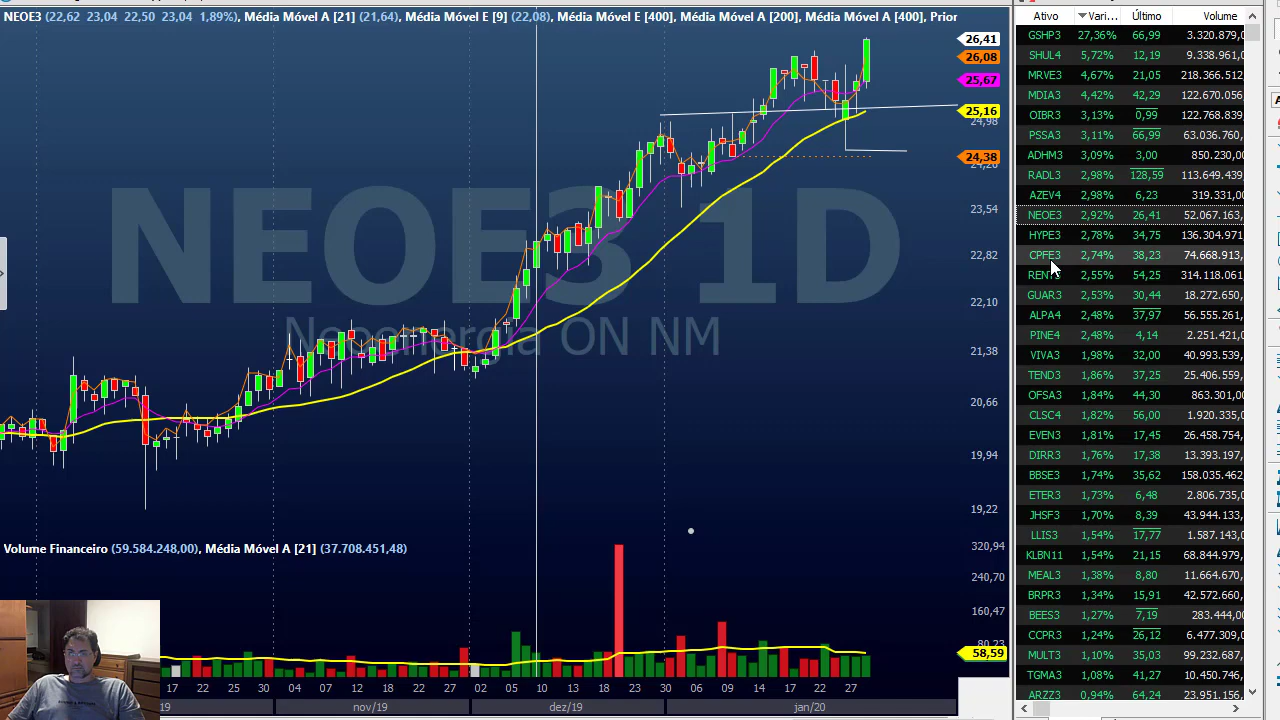 NEOE3 (22,62 23,04 22,50 23,04 1,89%), Média Móvel A [21] (21,64), Média Móvel E [9] (22,08), Média Móvel E [400], Média Móvel A [200], Média Móvel A [400], Prior
26,41
26,08
25,67
25,16
24,98
24,38
23,54
22,82
22,10
21,38
20,66
19,94
19,22
NEOE3 1D
Neoenergia ON NM
Volume Financeiro (59.584.248,00), Média Móvel A [21] (37.708.451,48)
320,94
240,70
160,47
80,23
58,59
17 22 25 30 04 07 12 18 22 27 02 05 10 13 18 23 30 06 09 14 17 22 27
19 nov/19 dez/19 jan/20
Ativo Vari... Último Volume
GSHP3 27,36% 66,99 3.320.879,
SHUL4 5,72% 12,19 9.338.961,
MRVE3 4,67% 21,05 218.366.512,
MDIA3 4,42% 42,29 122.670.056,
OIBR3 3,13% 0,99 122.768.839,
PSSA3 3,11% 66,99 63.036.760,
ADHM3 3,09% 3,00 850.230,
RADL3 2,98% 128,59 113.649.439,
AZEV4 2,98% 6,23 319.331,
NEOE3 2,92% 26,41 52.067.163,
HYPE3 2,78% 34,75 136.304.971,
CPFE3 2,74% 38,23 74.668.913,
RENT3 2,55% 54,25 314.118.061,
GUAR3 2,53% 30,44 18.272.650,
ALPA4 2,48% 37,97 56.555.261,
PINE4 2,48% 4,14 2.251.421,
VIVA3 1,98% 32,00 40.993.539,
TEND3 1,86% 37,25 25.406.559,
OFSA3 1,84% 44,30 863.301,
CLSC4 1,82% 56,00 1.920.335,
EVEN3 1,81% 17,45 26.458.754,
DIRR3 1,76% 17,38 13.393.197,
BBSE3 1,74% 35,62 158.035.462,
ETER3 1,73% 6,48 2.806.735,
JHSF3 1,70% 8,39 43.944.133,
LLIS3 1,54% 17,77 1.587.143,
KLBN11 1,54% 21,15 68.844.979,
MEAL3 1,38% 8,80 11.664.670,
BRPR3 1,34% 15,91 42.572.660,
BEES3 1,27% 7,19 283.444,
CCPR3 1,24% 26,12 6.477.309,
MULT3 1,10% 35,03 99.232.687,
TGMA3 1,08% 41,27 10.450.746,
ARZZ3 0,94% 64,24 23.951.156,